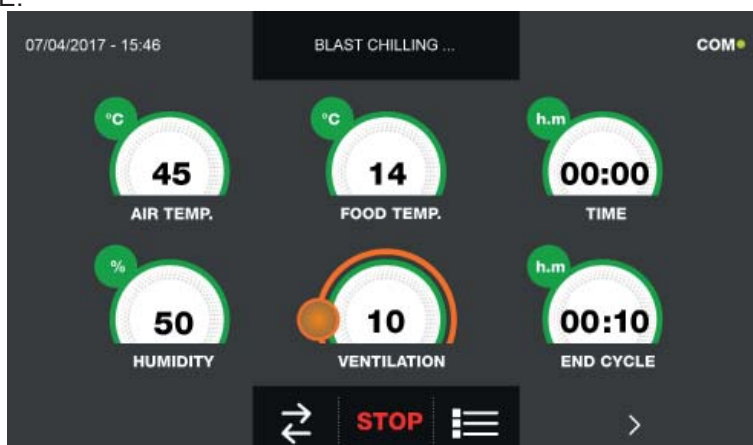 E:
07/04/2017 - 15:46
BLAST CHILLING ...
COM
°C
45
AIR TEMP.
°C
14
FOOD TEMP.
h.m
00:00
TIME
%
50
HUMIDITY
10
VENTILATION
h.m
00:10
END CYCLE
STOP
>